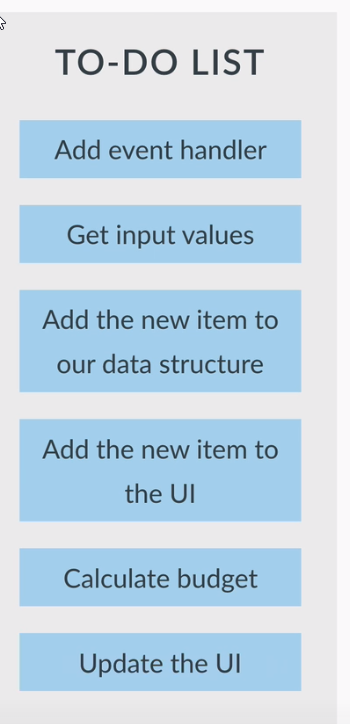 TO-DO LIST
Add event handler
Get input values
Add the new item to
our data structure
Add the new item to
the UI
Calculate budget
Update the UI